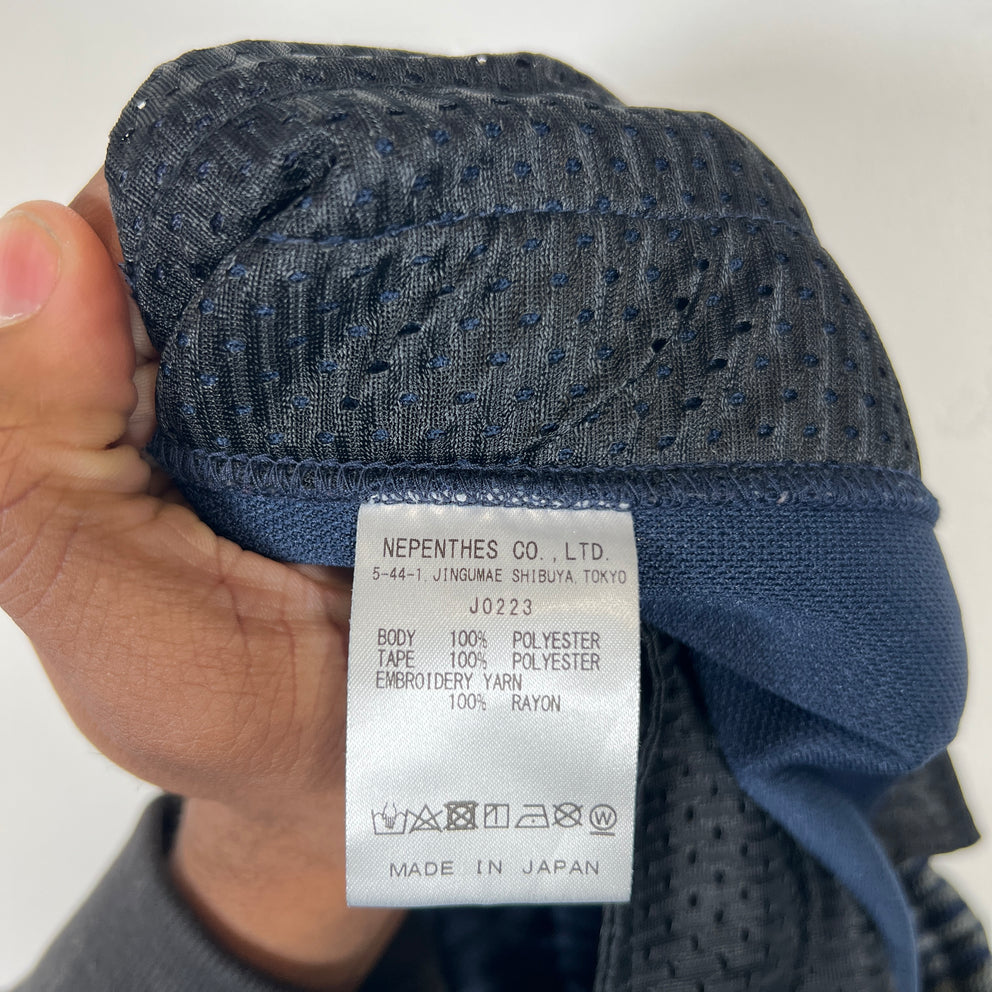 NEPENTHES CO., LTD.
5-44-1, JINGUMAE SHIBUYA, TOKYO
J0223
BODY 100% POLYESTER
TAPE 100% POLYESTER
EMBROIDERY YARN
100% RAYON
W
MADE IN JAPAN